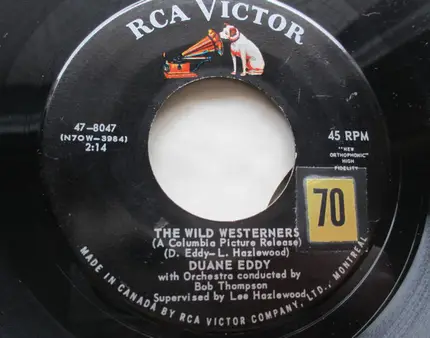 RCA VICTOR
47-8047
(N7OW-3984)
2:14
45 RPM
"NEW
ORTHOPHONIC"
HIGH
FIDELITY
70
THE WILD WESTERNERS
(A Columbia Picture Release)
(D. Eddy-L. Hazlewood)
DUANE EDDY
with Orchestra conducted by
Bob Thompson
Supervised by Lee Hazlewood
MADE IN CANADA BY RCA VICTOR COMPANY, LTD., MONTREAL